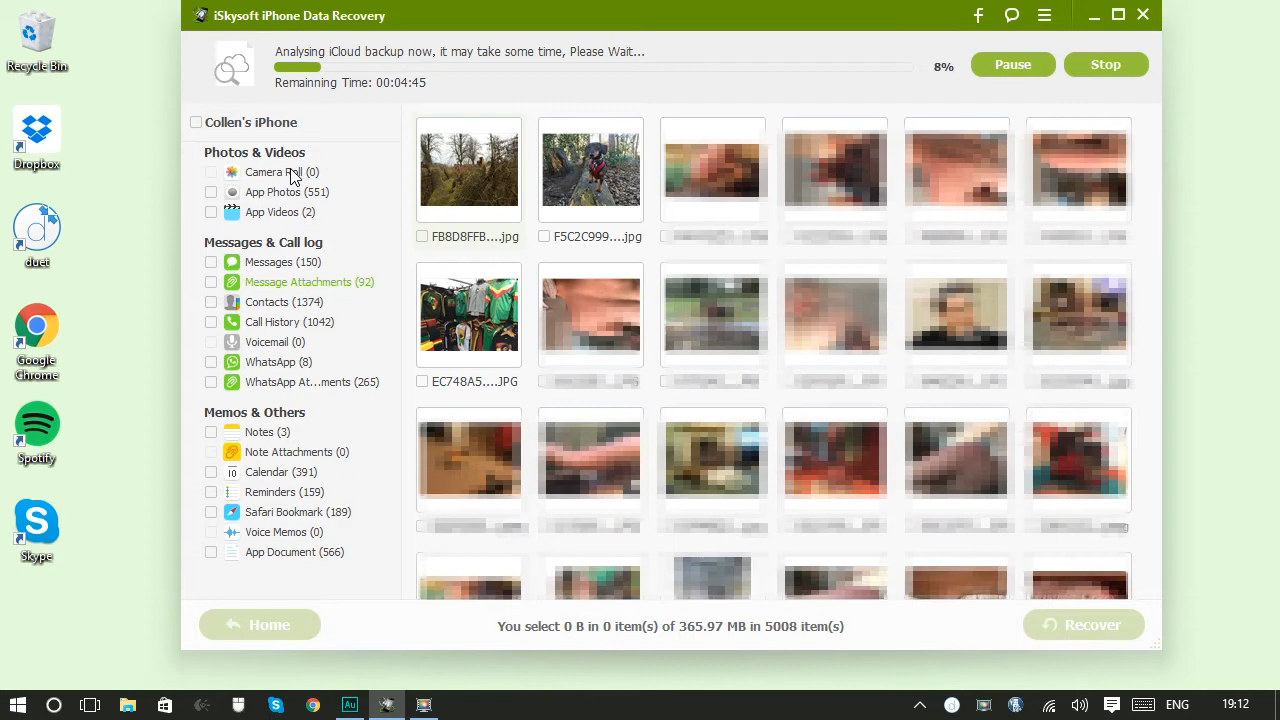 iSkysoft iPhone Data Recovery
Analysing iCloud backup now, it may take some time, Please Wait...
8%
Pause
Stop
Remaining Time: 00:04:45
Recycle Bin
Dropbox
duet
Google
Chrome
Spotify
Skype
Collen's iPhone
Photos & Videos
Camera Roll (0)
App Photos (551)
App Videos (2)
Messages & Call log
Messages (150)
Message Attachments (92)
Contacts (1374)
Call History (1042)
Voicemail (0)
WhatsApp (8)
WhatsApp At...ments (265)
Memos & Others
Notes (3)
Note Attachments (0)
Calendar (391)
Reminders (159)
Safari Bookmark (189)
Voice Memos (0)
App Document (566)
FB8D8FFB....jpg
F5C2C999....jpg
EC748A5....JPG
Home
You select 0 B in 0 item(s) of 365.97 MB in 5008 item(s)
Recover
Au
ENG
19:12